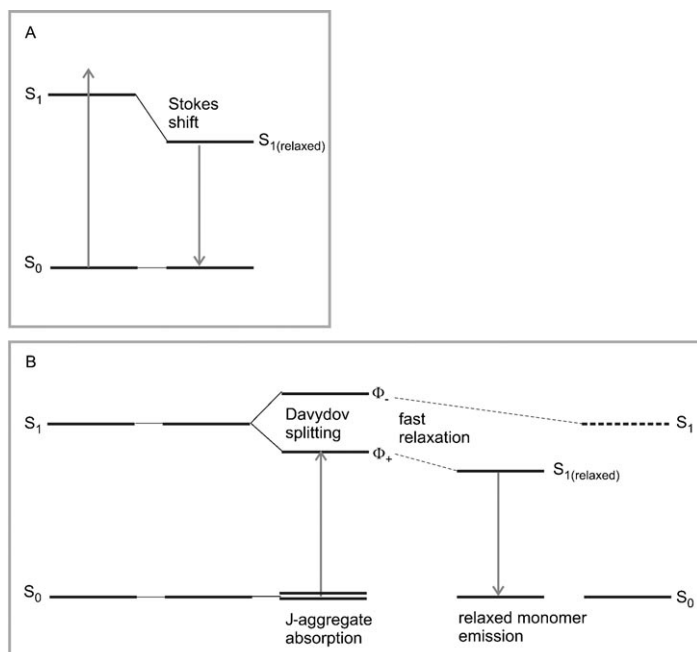 A
S₁
Stokes
shift
S₁₍relaxed₎
S₀
B
Φ₋
S₁
Davydov
splitting
fast
relaxation
S₁
Φ₊
S₁₍relaxed₎
S₀
S₀
J-aggregate
absorption
relaxed monomer
emission